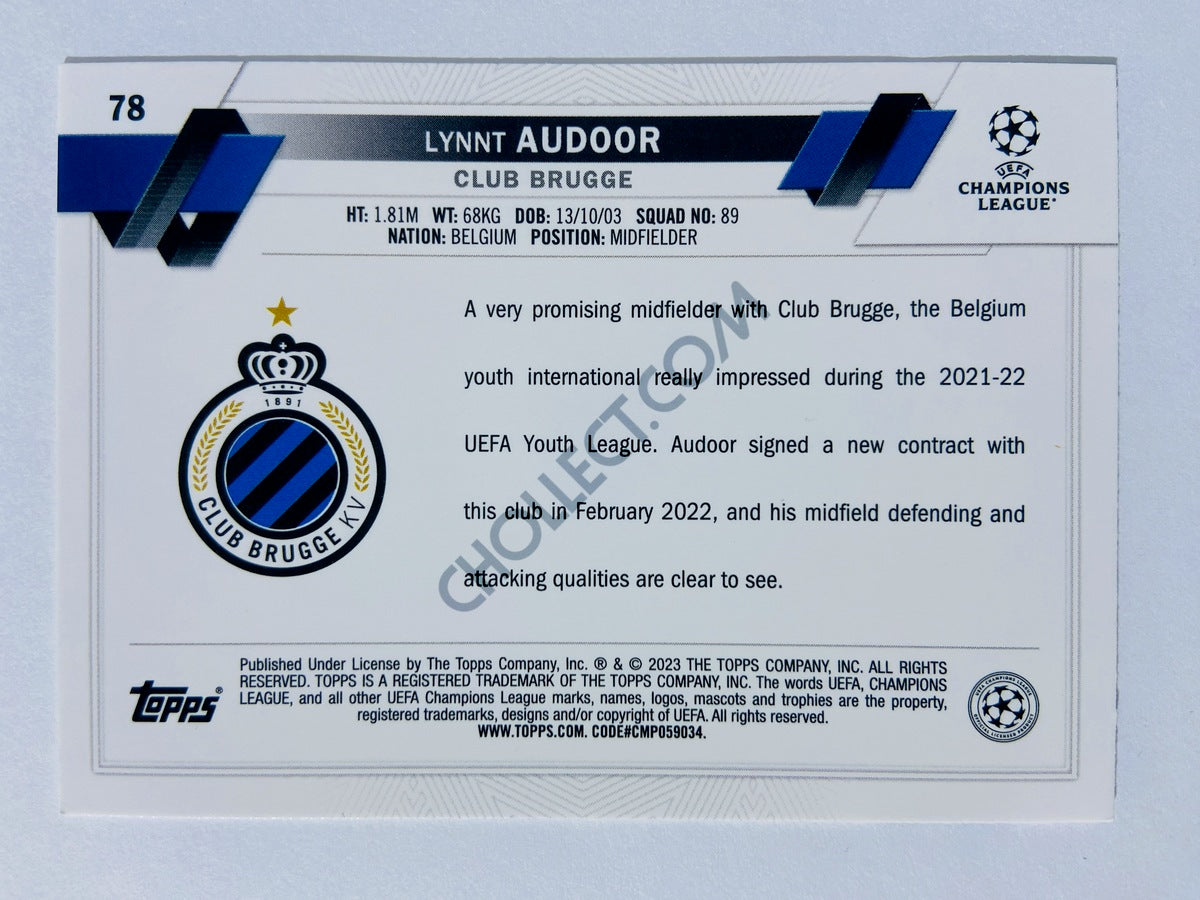 78
LYNNT AUDOOR
CLUB BRUGGE
HT: 1.81M WT: 68KG DOB: 13/10/03 SQUAD NO: 89
NATION: BELGIUM POSITION: MIDFIELDER
UEFA
CHAMPIONS
LEAGUE
1891
CLUB BRUGGE KV
A very promising midfielder with Club Brugge, the Belgium
youth international really impressed during the 2021-22
UEFA Youth League. Audoor signed a new contract with
this club in February 2022, and his midfield defending and
attacking qualities are clear to see.
CHOLLECT.COM
topps®
Published Under License by The Topps Company, Inc. ® & © 2023 THE TOPPS COMPANY, INC. ALL RIGHTS
RESERVED. TOPPS IS A REGISTERED TRADEMARK OF THE TOPPS COMPANY, INC. The words UEFA, CHAMPIONS
LEAGUE, and all other UEFA Champions League marks, names, logos, mascots and trophies are the property,
registered trademarks, designs and/or copyright of UEFA. All rights reserved.
WWW.TOPPS.COM. CODE#CMP059034.
UEFA CHAMPIONS LEAGUE
OFFICIAL LICENSED PRODUCT